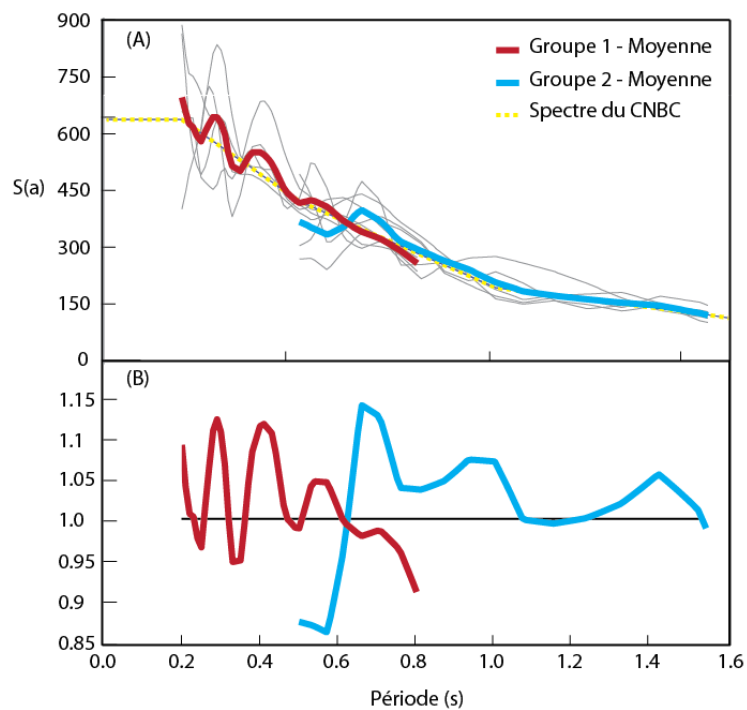 900
(A)
Groupe 1 - Moyenne
750
Groupe 2 - Moyenne
Spectre du CNBC
600
S(a)
450
300
150
0
(B)
1.15
1.10
1.05
1.0
0.95
0.9
0.85
0.0 0.2 0.4 0.6 0.8 1.0 1.2 1.4 1.6
Période (s)